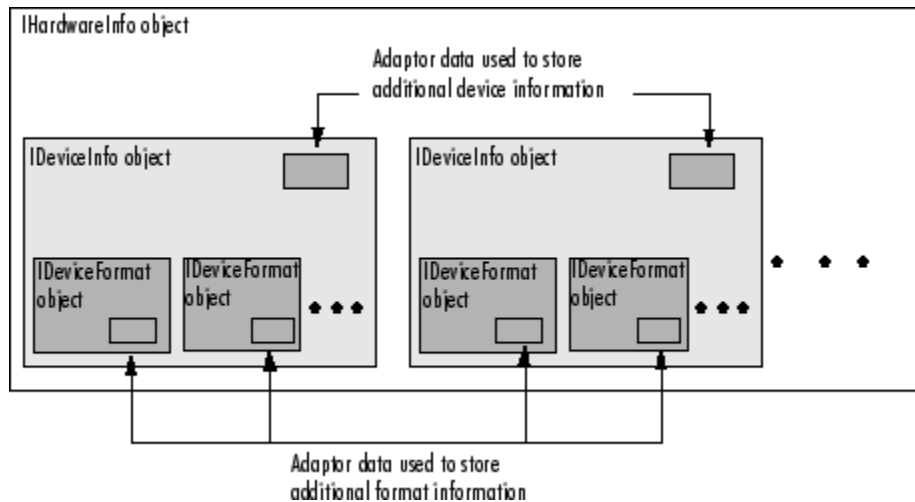 IHardwareInfo object
Adaptor data used to store
additional device information
IDeviceInfo object
IDeviceInfo object
IDeviceFormat
object
IDeviceFormat
object
IDeviceFormat
object
IDeviceFormat
object
Adaptor data used to store
additional format information